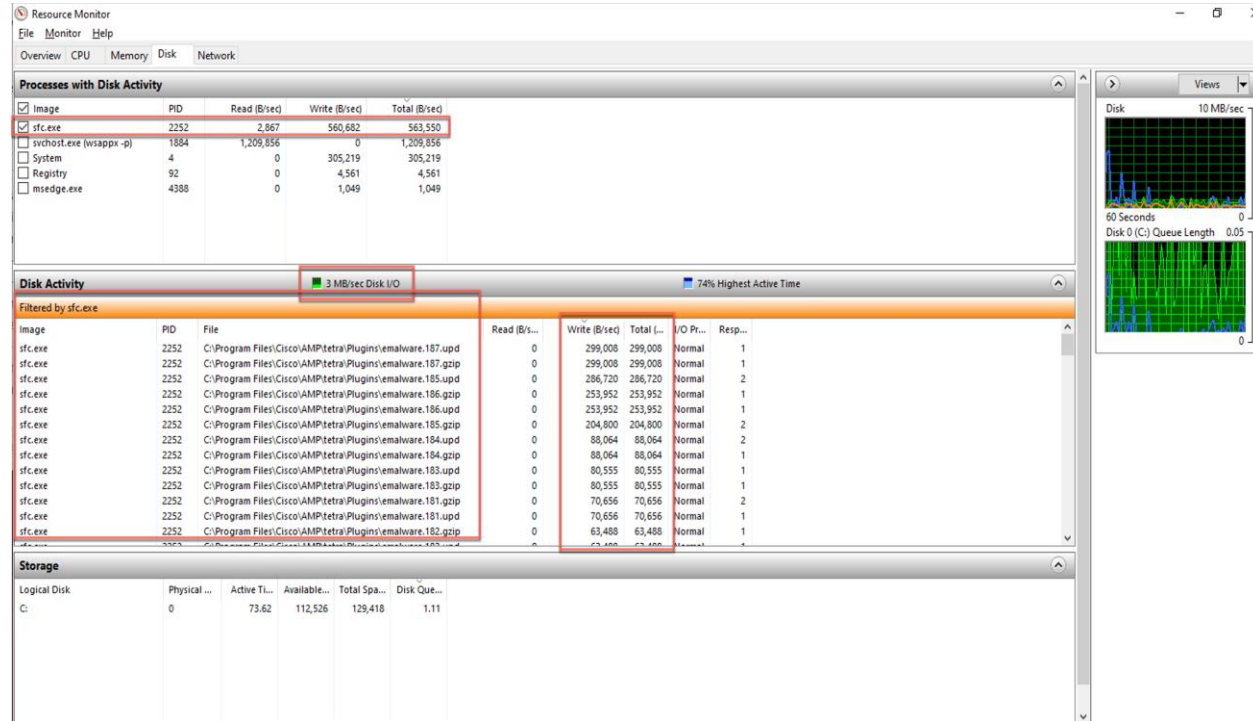 Resource Monitor
File Monitor Help
Overview CPU Memory Disk Network
Processes with Disk Activity
Image PID Read (B/sec) Write (B/sec) Total (B/sec)
sfc.exe 2252 2,867 560,682 563,550
svchost.exe (wsappx -p) 1884 1,209,856 0 1,209,856
System 4 0 305,219 305,219
Registry 92 0 4,561 4,561
msedge.exe 4388 0 1,049 1,049
Disk Activity 3 MB/sec Disk I/O 74% Highest Active Time
Filtered by sfc.exe
Image PID File Read (B/s... Write (B/sec) Total (... I/O Pr... Resp...
sfc.exe 2252 C:\Program Files\Cisco\AMP\tetra\Plugins\emalware.187.upd 0 299,008 299,008 Normal 1
sfc.exe 2252 C:\Program Files\Cisco\AMP\tetra\Plugins\emalware.187.gzip 0 299,008 299,008 Normal 1
sfc.exe 2252 C:\Program Files\Cisco\AMP\tetra\Plugins\emalware.185.upd 0 286,720 286,720 Normal 2
sfc.exe 2252 C:\Program Files\Cisco\AMP\tetra\Plugins\emalware.186.gzip 0 253,952 253,952 Normal 1
sfc.exe 2252 C:\Program Files\Cisco\AMP\tetra\Plugins\emalware.186.upd 0 253,952 253,952 Normal 1
sfc.exe 2252 C:\Program Files\Cisco\AMP\tetra\Plugins\emalware.185.gzip 0 204,800 204,800 Normal 2
sfc.exe 2252 C:\Program Files\Cisco\AMP\tetra\Plugins\emalware.184.upd 0 88,064 88,064 Normal 2
sfc.exe 2252 C:\Program Files\Cisco\AMP\tetra\Plugins\emalware.184.gzip 0 88,064 88,064 Normal 1
sfc.exe 2252 C:\Program Files\Cisco\AMP\tetra\Plugins\emalware.183.upd 0 80,555 80,555 Normal 1
sfc.exe 2252 C:\Program Files\Cisco\AMP\tetra\Plugins\emalware.183.gzip 0 80,555 80,555 Normal 1
sfc.exe 2252 C:\Program Files\Cisco\AMP\tetra\Plugins\emalware.181.gzip 0 70,656 70,656 Normal 2
sfc.exe 2252 C:\Program Files\Cisco\AMP\tetra\Plugins\emalware.181.upd 0 70,656 70,656 Normal 1
sfc.exe 2252 C:\Program Files\Cisco\AMP\tetra\Plugins\emalware.182.gzip 0 63,488 63,488 Normal 1
Storage
Logical Disk Physical ... Active Ti... Available... Total Spa... Disk Que...
C: 0 73.62 112,526 129,418 1.11
Views
Disk 10 MB/sec
60 Seconds 0
Disk 0 (C:) Queue Length 0.05
0